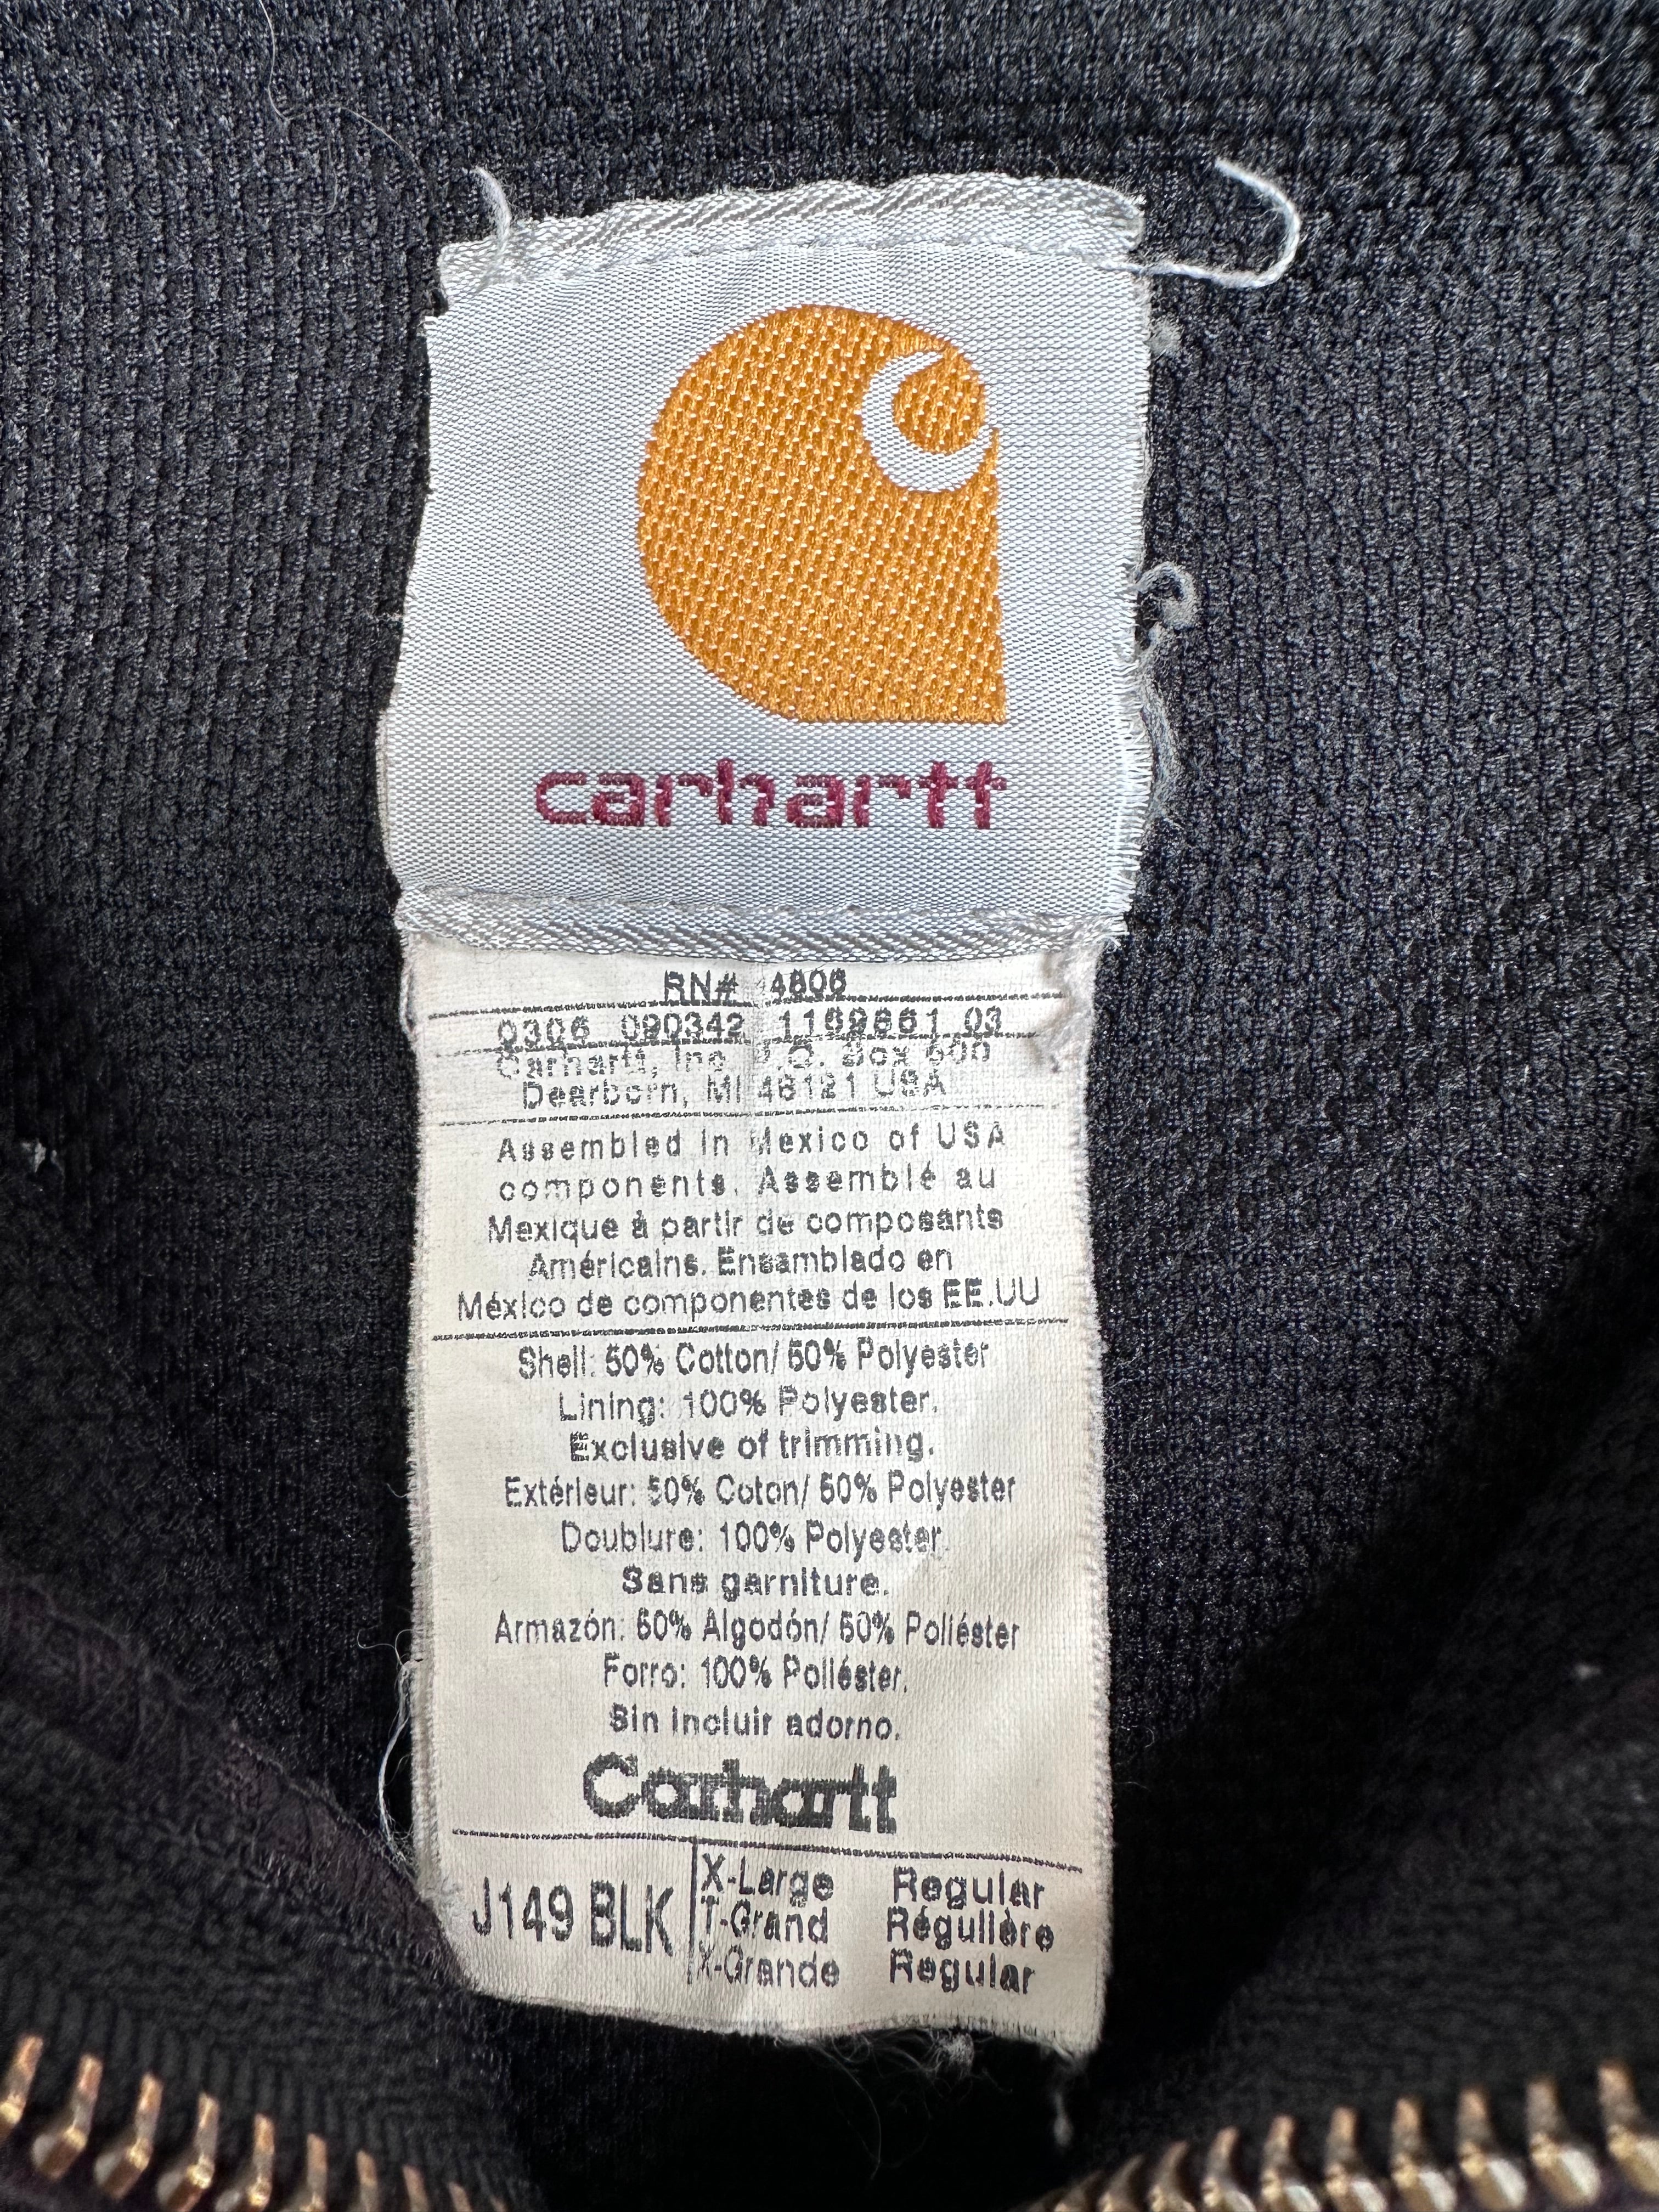 carhartt
RN# 4806
0306 090342 1169661 03
Carhartt, Inc. P.O. Box 600
Dearborn, MI 48121 USA
Assembled in Mexico of USA
components. Assemblé au
Mexique à partir de composants
Américains. Ensamblado en
México de componentes de los EE.UU
Shell: 50% Cotton/ 50% Polyester
Lining: 100% Polyester.
Exclusive of trimming.
Extérieur: 50% Coton/ 50% Polyester
Doublure: 100% Polyester.
Sans garniture.
Armazón: 50% Algodón/ 50% Poliéster
Forro: 100% Poliéster.
Sin incluir adorno.
Carhartt
J149 BLK X-Large Regular
T-Grand Régulière
X-Grande Regular